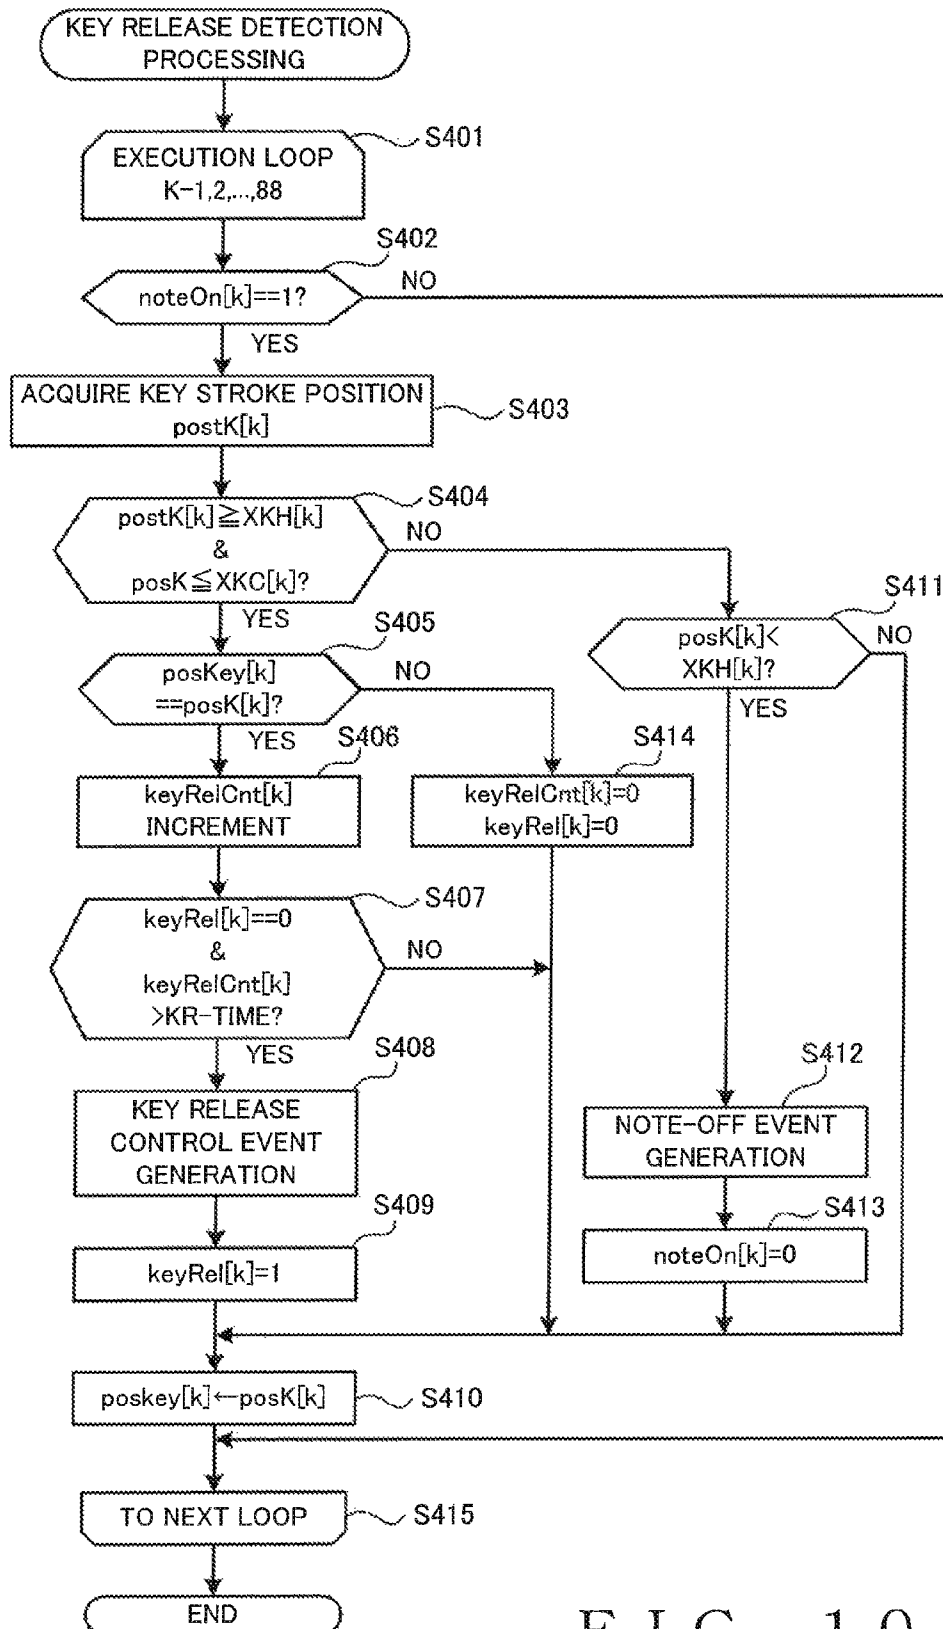 KEY RELEASE DETECTION
PROCESSING
S401
EXECUTION LOOP
K-1,2,...,88
S402
noteOn[k]==1?
NO
YES
ACQUIRE KEY STROKE POSITION
postK[k]
S403
S404
postK[k]≧XKH[k]
&
posK≦XKC[k]?
NO
YES
S411
posK[k]<
XKH[k]?
NO
YES
S405
posKey[k]
==posK[k]?
NO
YES
S406
keyRelCnt[k]
INCREMENT
S414
keyRelCnt[k]=0
keyRel[k]=0
S407
keyRel[k]==0
&
keyRelCnt[k]
>KR-TIME?
NO
YES
S408
KEY RELEASE
CONTROL EVENT
GENERATION
S412
NOTE-OFF EVENT
GENERATION
S409
keyRel[k]=1
S413
noteOn[k]=0
poskey[k]←posK[k]
S410
TO NEXT LOOP
S415
END
FIG. 10